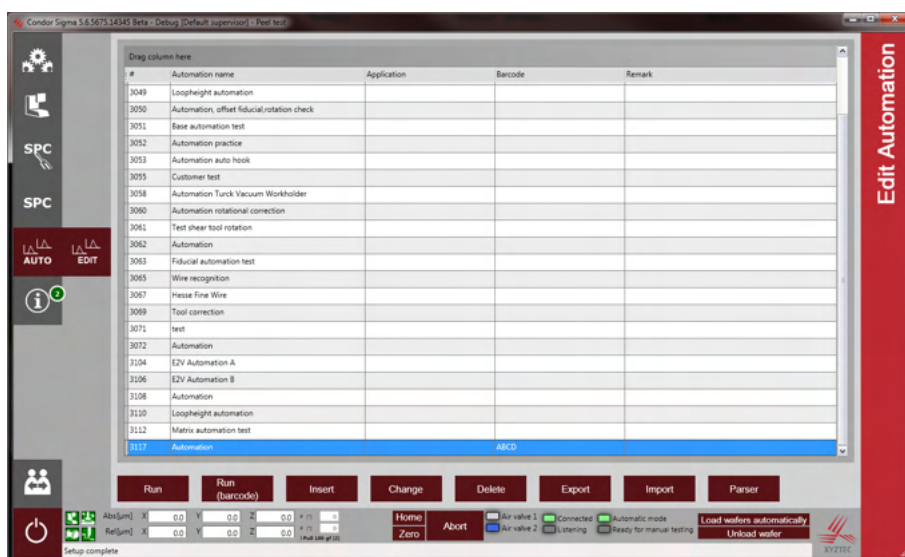 Condor Sigma 5.6.5675.14345 Beta - Debug [Default supervisor] - Peel test
Edit Automation
Drag column here
# Automation name Application Barcode Remark
3049 Loopheight automation
3050 Automation, offset fiducial,rotation check
3051 Base automation test
3052 Automation practice
3053 Automation auto hook
3055 Customer test
3058 Automation Turck Vacuum Workholder
3060 Automation rotational correction
3061 Test shear tool rotation
3062 Automation
3063 Fiducial automation test
3065 Wire recognition
3067 Hesse Fine Wire
3069 Tool correction
3071 test
3072 Automation
3104 E2V Automation A
3106 E2V Automation B
3108 Automation
3110 Loopheight automation
3112 Matrix automation test
3117 Automation ABCD
SPC
SPC
AUTO EDIT
2
Run Run (barcode) Insert Change Delete Export Import Parser
Abs[µm] X 0.0 Y 0.0 Z 0.0
Rel[µm] X 0.0 Y 0.0 Z 0.0
Home
Zero
Abort
Air valve 1 Connected Automatic mode
Air valve 2 Listening Ready for manual testing
Load wafers automatically
Unload wafer
XYZTEC
Setup complete